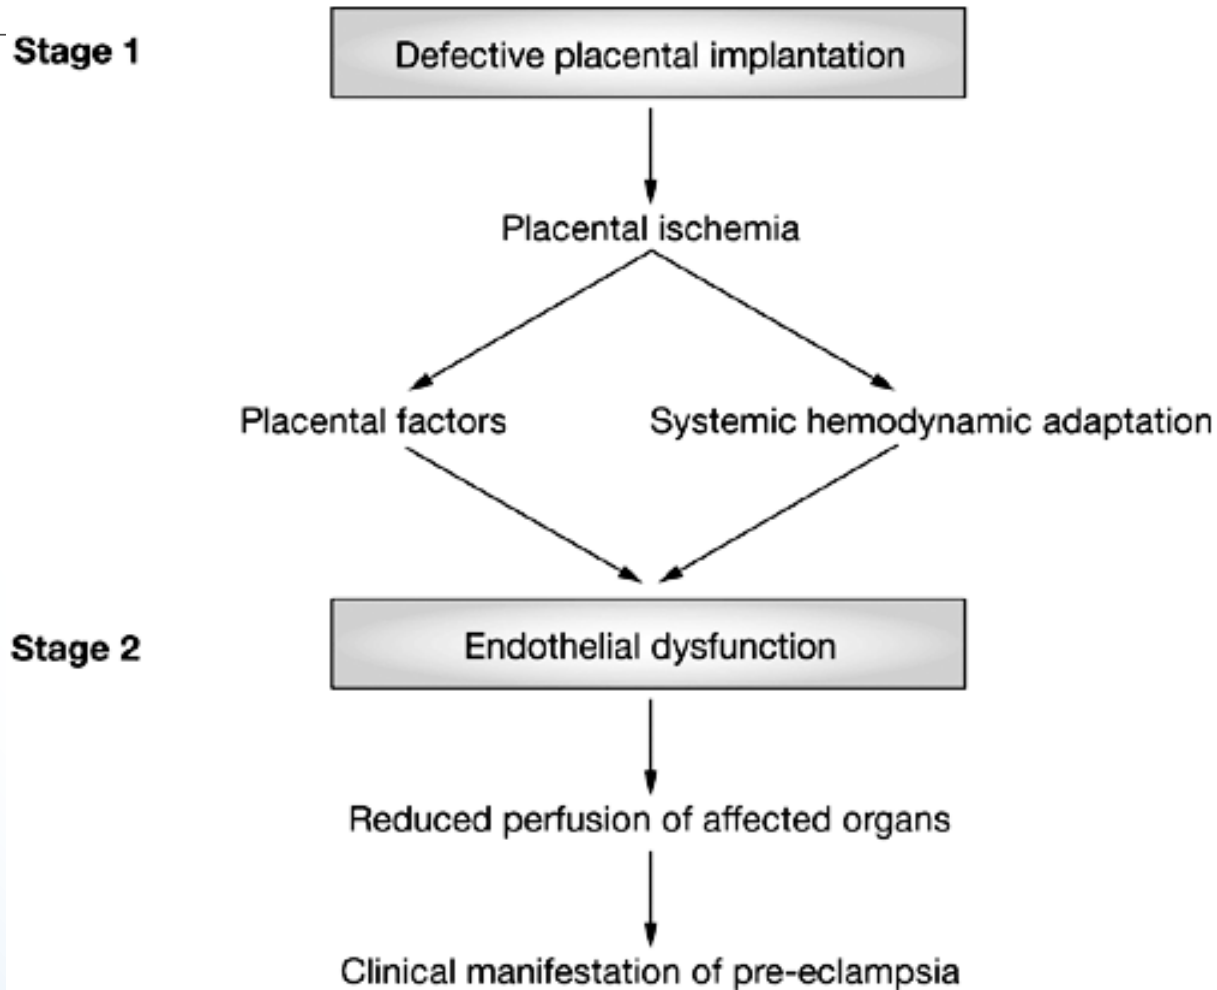 Stage 1
Defective placental implantation
Placental ischemia
Placental factors
Systemic hemodynamic adaptation
Stage 2
Endothelial dysfunction
Reduced perfusion of affected organs
Clinical manifestation of pre-eclampsia